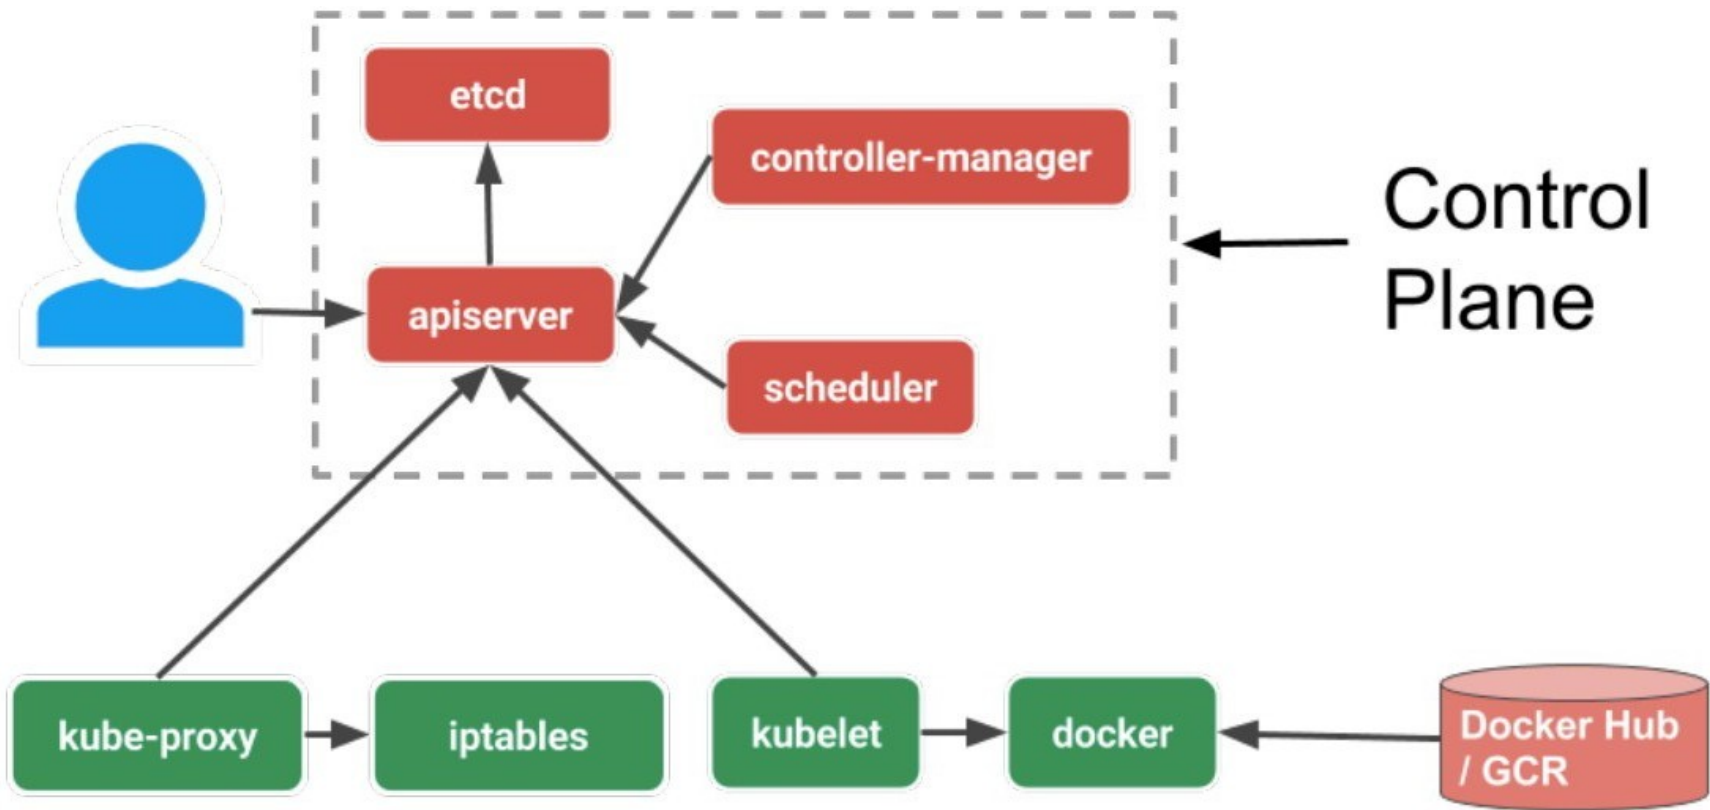 etcd
controller-manager
Control
Plane
apiserver
scheduler
kube-proxy
iptables
kubelet
docker
Docker Hub
/ GCR